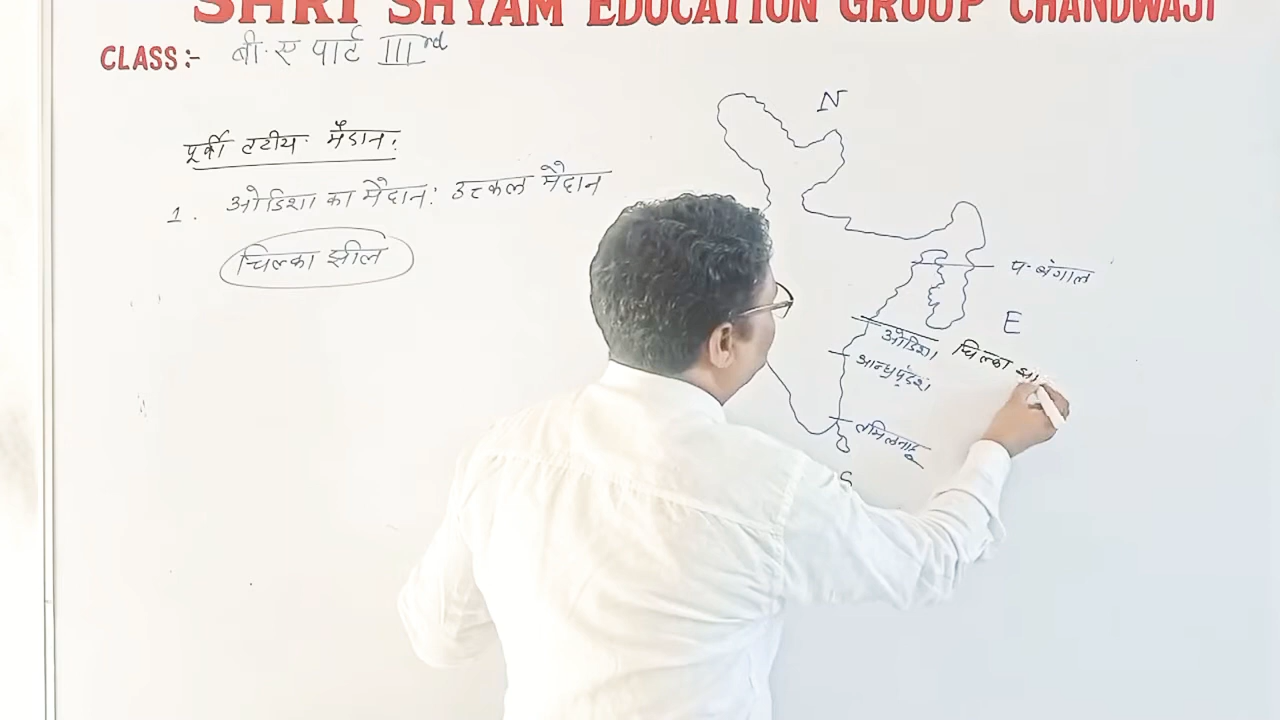 SHRI SHYAM EDUCATION GROUP CHANDWAJI
CLASS:- बी.ए पार्ट IIIrd
पूर्वी तटीय मैदान:
1. ओडिशा का मैदान: उत्कल मैदान
चिल्का झील
N
प. बंगाल
E
ओडिशा चिल्का झी
आन्ध्रप्रदेश
तमिलनाडू
S